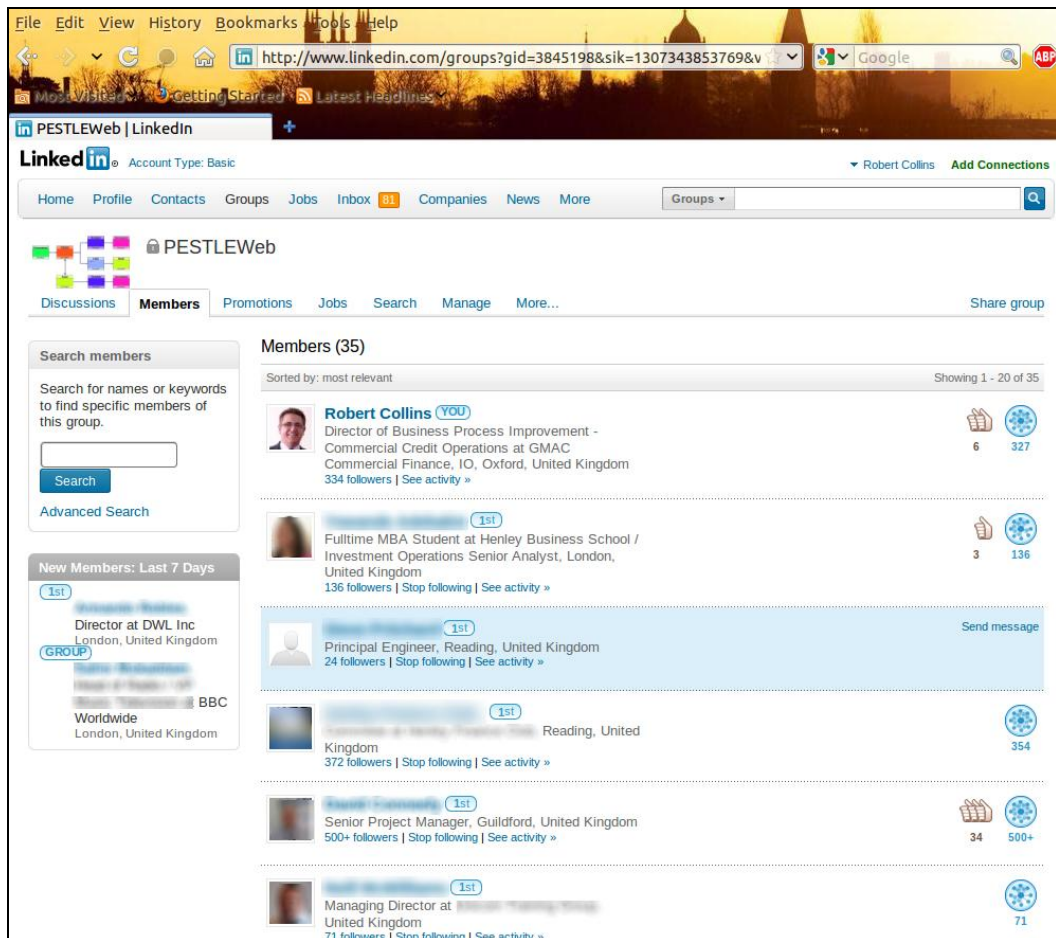 File Edit View History Bookmarks Tools Help
http://www.linkedin.com/groups?gid=3845198&sik=1307343853769&v
Google
ABP
Most Visited Getting Started Latest Headlines
PESTLEWeb | LinkedIn
Linked in Account Type: Basic
Robert Collins Add Connections
Home Profile Contacts Groups Jobs Inbox 81 Companies News More
Groups
PESTLEWeb
Discussions Members Promotions Jobs Search Manage More...
Share group
Search members
Search for names or keywords
to find specific members of
this group.
Search
Advanced Search
New Members: Last 7 Days
1st
Director at DWL Inc
London, United Kingdom
GROUP
BBC
Worldwide
London, United Kingdom
Members (35)
Sorted by: most relevant
Showing 1 - 20 of 35
Robert Collins YOU
Director of Business Process Improvement -
Commercial Credit Operations at GMAC
Commercial Finance, IO, Oxford, United Kingdom
334 followers | See activity »
6 327
1st
Fulltime MBA Student at Henley Business School /
Investment Operations Senior Analyst, London,
United Kingdom
136 followers | Stop following | See activity »
3 136
1st
Principal Engineer, Reading, United Kingdom
24 followers | Stop following | See activity »
Send message
1st
Reading, United
Kingdom
372 followers | Stop following | See activity »
354
1st
Senior Project Manager, Guildford, United Kingdom
500+ followers | Stop following | See activity »
34 500+
1st
Managing Director at
United Kingdom
71 followers | Stop following | See activity »
71